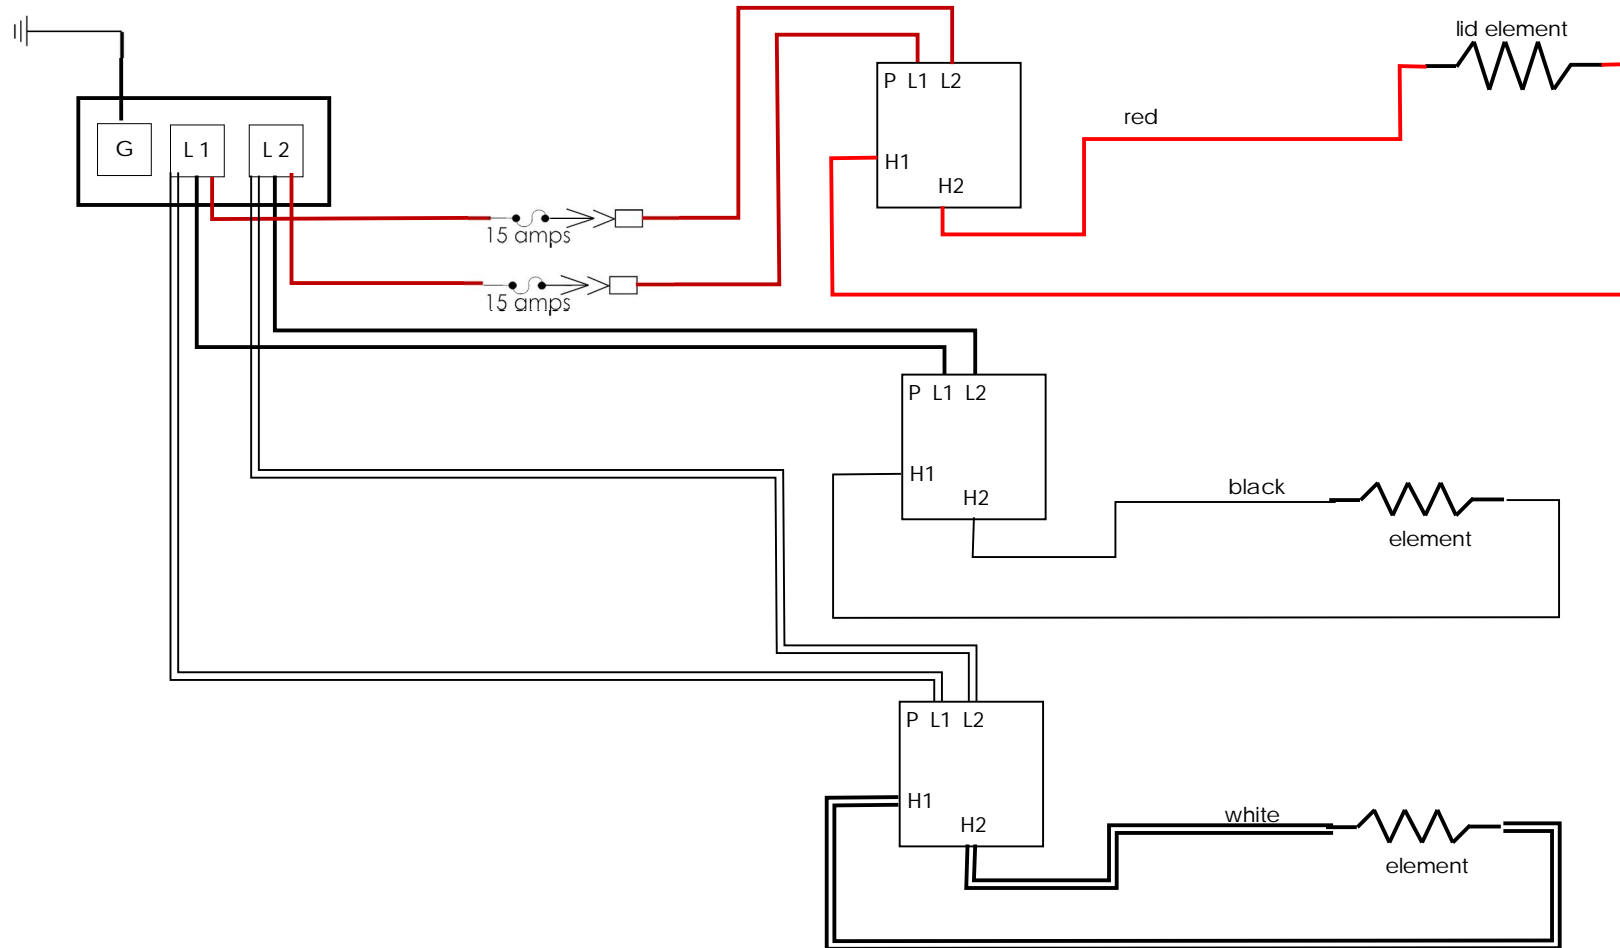 lid element
P L1 L2
red
G
L 1
L 2
H1
H2
15 amps
15 amps
P L1 L2
H1
H2
black
element
P L1 L2
H1
H2
white
element